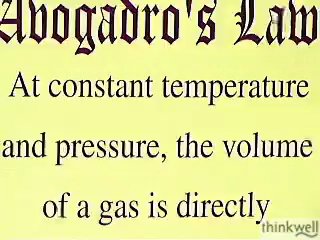 Avogadro's Law
At constant temperature
and pressure, the volume
of a gas is directly
thinkwell